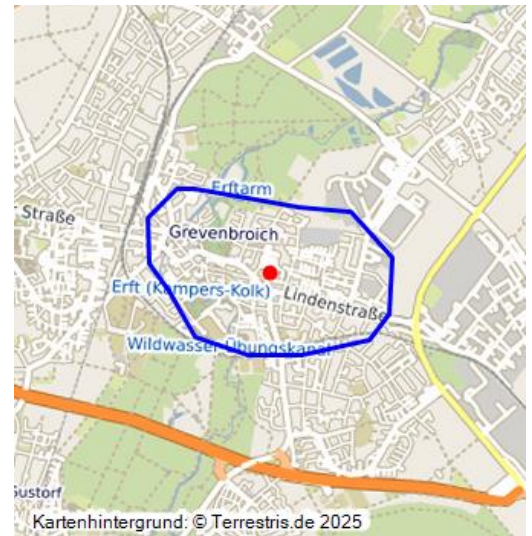 Erftarm
r Straße
Grevenbroich
Erft (Kampers-Kolk)
Lindenstraße
Wildwasser-Übungskanal
Gustorf
Kartenhintergrund: © Terrestris.de 2025